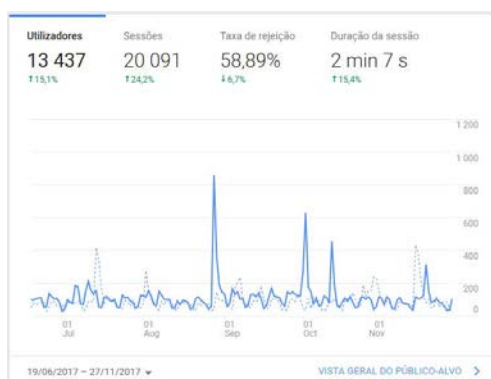 Utilizadores Sessões Taxa de rejeição Duração da sessão
13 437 20 091 58,89% 2 min 7 s
↑15,1% ↑24,2% ↓6,7% ↑15,4%
1 200
1 000
800
600
400
200
0
01 01 01 01 01
Jul Aug Sep Oct Nov
19/06/2017 – 27/11/2017 VISTA GERAL DO PÚBLICO-ALVO